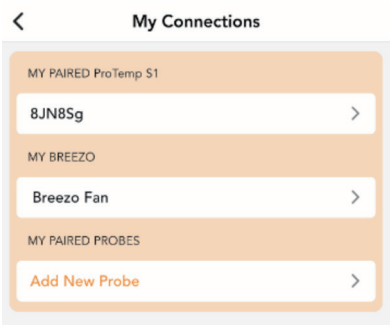 My Connections
MY PAIRED ProTemp S1
8JN8Sg
MY BREEZO
Breezo Fan
MY PAIRED PROBES
Add New Probe